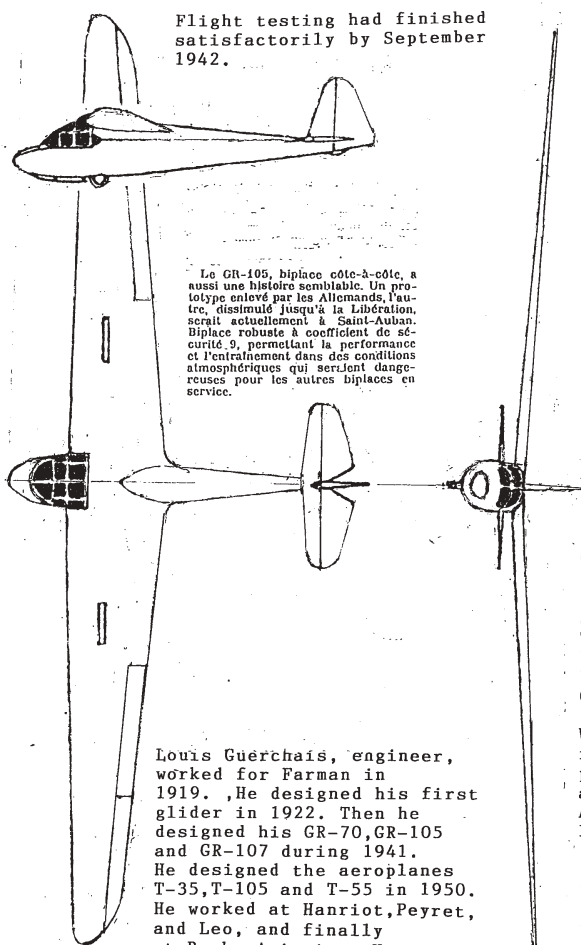 Flight testing had finished
satisfactorily by September
1942.
Le GR-105, biplace côte-à-côte, a
aussi une histoire semblable. Un pro-
totype enlevé par les Allemands, l'au-
tre, dissimulé jusqu'à la Libération,
serait actuellement à Saint-Auban.
Biplace robuste à coefficient de sé-
curité 9, permettant la performance
et l'entraînement dans des conditions
atmosphériques qui seraient dange-
reuses pour les autres biplaces en
service.
Louis Guerchais, engineer,
worked for Farman in
1919. ,He designed his first
glider in 1922. Then he
designed his GR-70,GR-105
and GR-107 during 1941.
He designed the aeroplanes
T-35,T-105 and T-55 in 1950.
He worked at Hanriot,Peyret,
and Leo, and finally